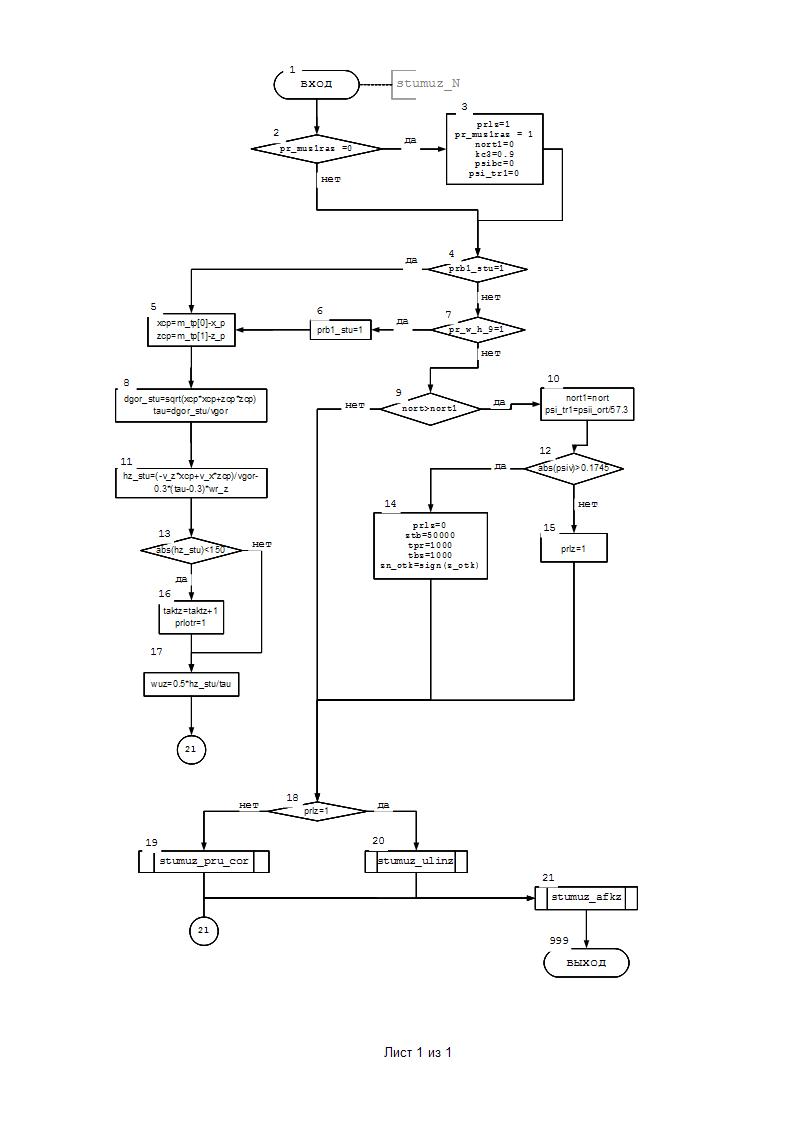 1
вход
stumuz_N
2
pr_muz1raz =0
да
нет
3
prlz=1
pr_muz1raz = 1
nort1=0
kc3=0.9
psibc=0
psi_tr1=0
4
prb1_stu=1
да
нет
5
xcp=m_tp[0]-x_p
zcp=m_tp[1]-z_p
6
prb1_stu=1
да
7
pr_w_h_9=1
нет
8
dgor_stu=sqrt(xcp*xcp+zcp*zcp)
tau=dgor_stu/vgor
9
nort>nort1
нет
да
10
nort1=nort
psi_tr1=psii_ort/57.3
11
hz_stu=(-v_z*xcp+v_x*zcp)/vgor-
0.3*(tau-0.3)*wr_z
12
abs(psiv)>0.1745
да
нет
13
abs(hz_stu)<150
нет
да
14
prlz=0
ztb=50000
tpr=1000
tbz=1000
zn_otk=sign(z_otk)
15
prlz=1
16
taktz=taktz+1
prlotr=1
17
wuz=0.5*hz_stu/tau
21
18
prlz=1
нет
да
19
stumuz_pru_cor
20
stumuz_ulinz
21
stumuz_afkz
21
999
выход
Лист 1 из 1